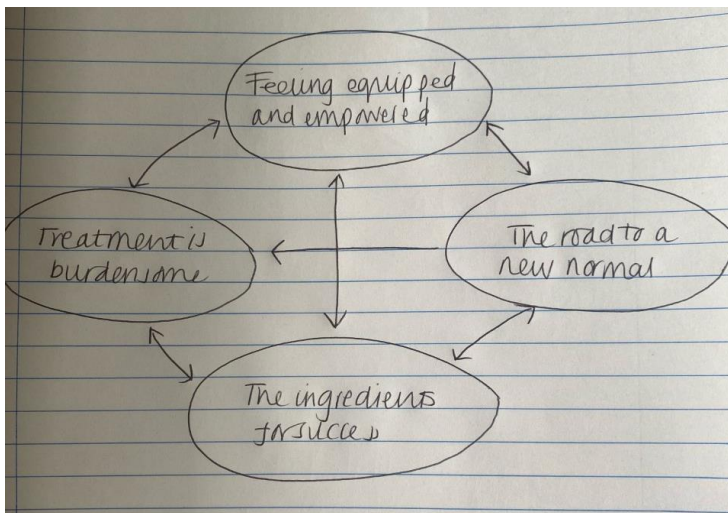 Feeling equipped
and empowered
Treatment is
burdensome
The road to a
new normal
The ingredients
for success